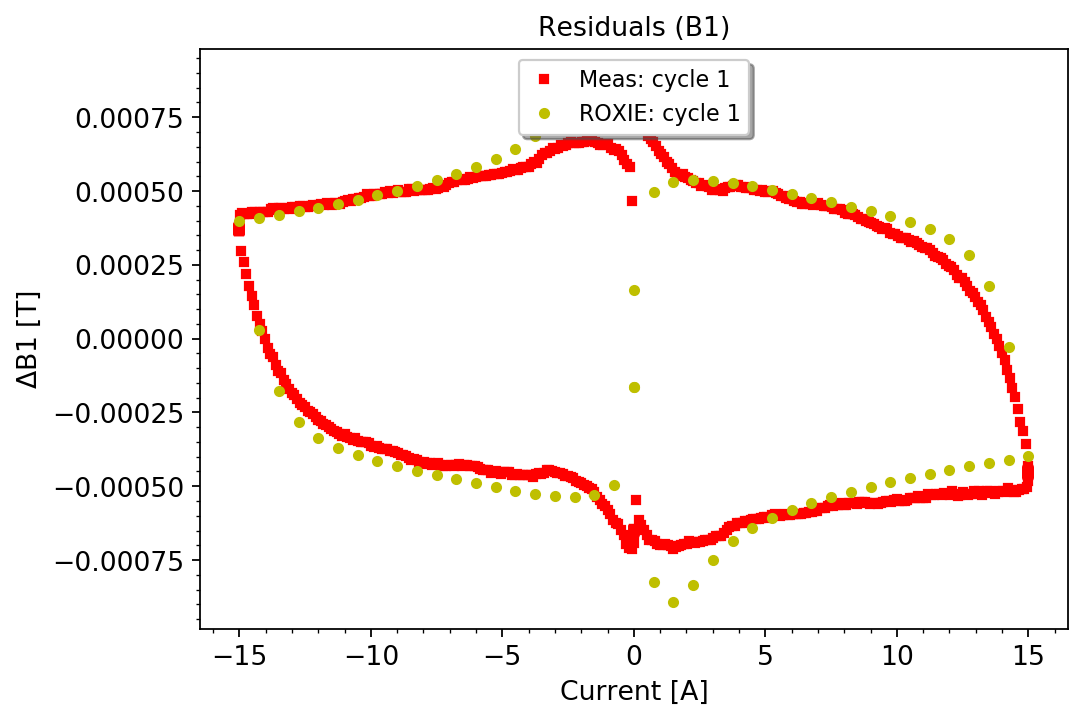 Residuals (B1)
Meas: cycle 1
ROXIE: cycle 1
0.00075
0.00050
0.00025
0.00000
−0.00025
−0.00050
−0.00075
ΔB1 [T]
−15
−10
−5
0
5
10
15
Current [A]